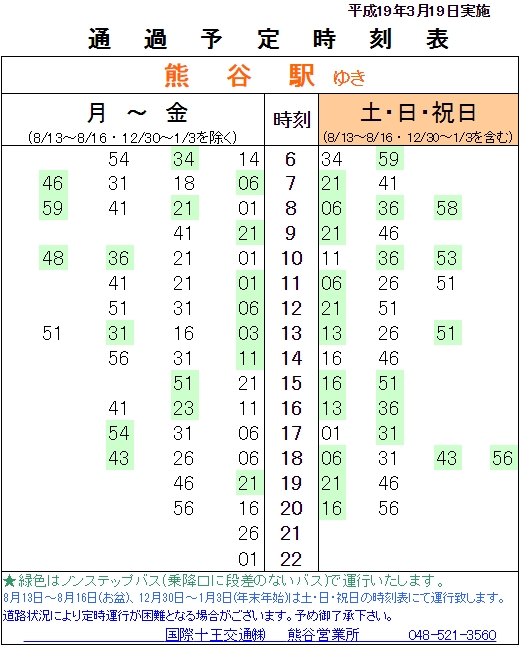 平成19年3月19日実施
通過予定時刻表
熊谷駅 ゆき
月 ～ 金 時刻 土・日・祝日
(8/13～8/16・12/30～1/3を除く) (8/13～8/16・12/30～1/3を含む)
54 34 14 6 34 59
46 31 18 06 7 21 41
59 41 21 01 8 06 36 58
41 21 9 21 46
48 36 21 01 10 11 36 53
41 21 01 11 06 26 51
51 31 06 12 21 51
51 31 16 03 13 13 26 51
56 31 11 14 16 46
51 21 15 16 51
41 23 11 16 13 36
54 31 06 17 01 31
43 26 06 18 06 31 43 56
46 21 19 21 46
56 16 20 16 56
26 21
01 22
★緑色はノンステップバス(乗降口に段差のないバス)で運行いたします。
8月13日～8月16日(お盆)、12月30日～1月3日(年末年始)は土・日・祝日の時刻表にて運行致します。
道路状況により定時運行が困難となる場合がございます。予め御了承下さい。
国際十王交通㈱ 熊谷営業所 048-521-3560